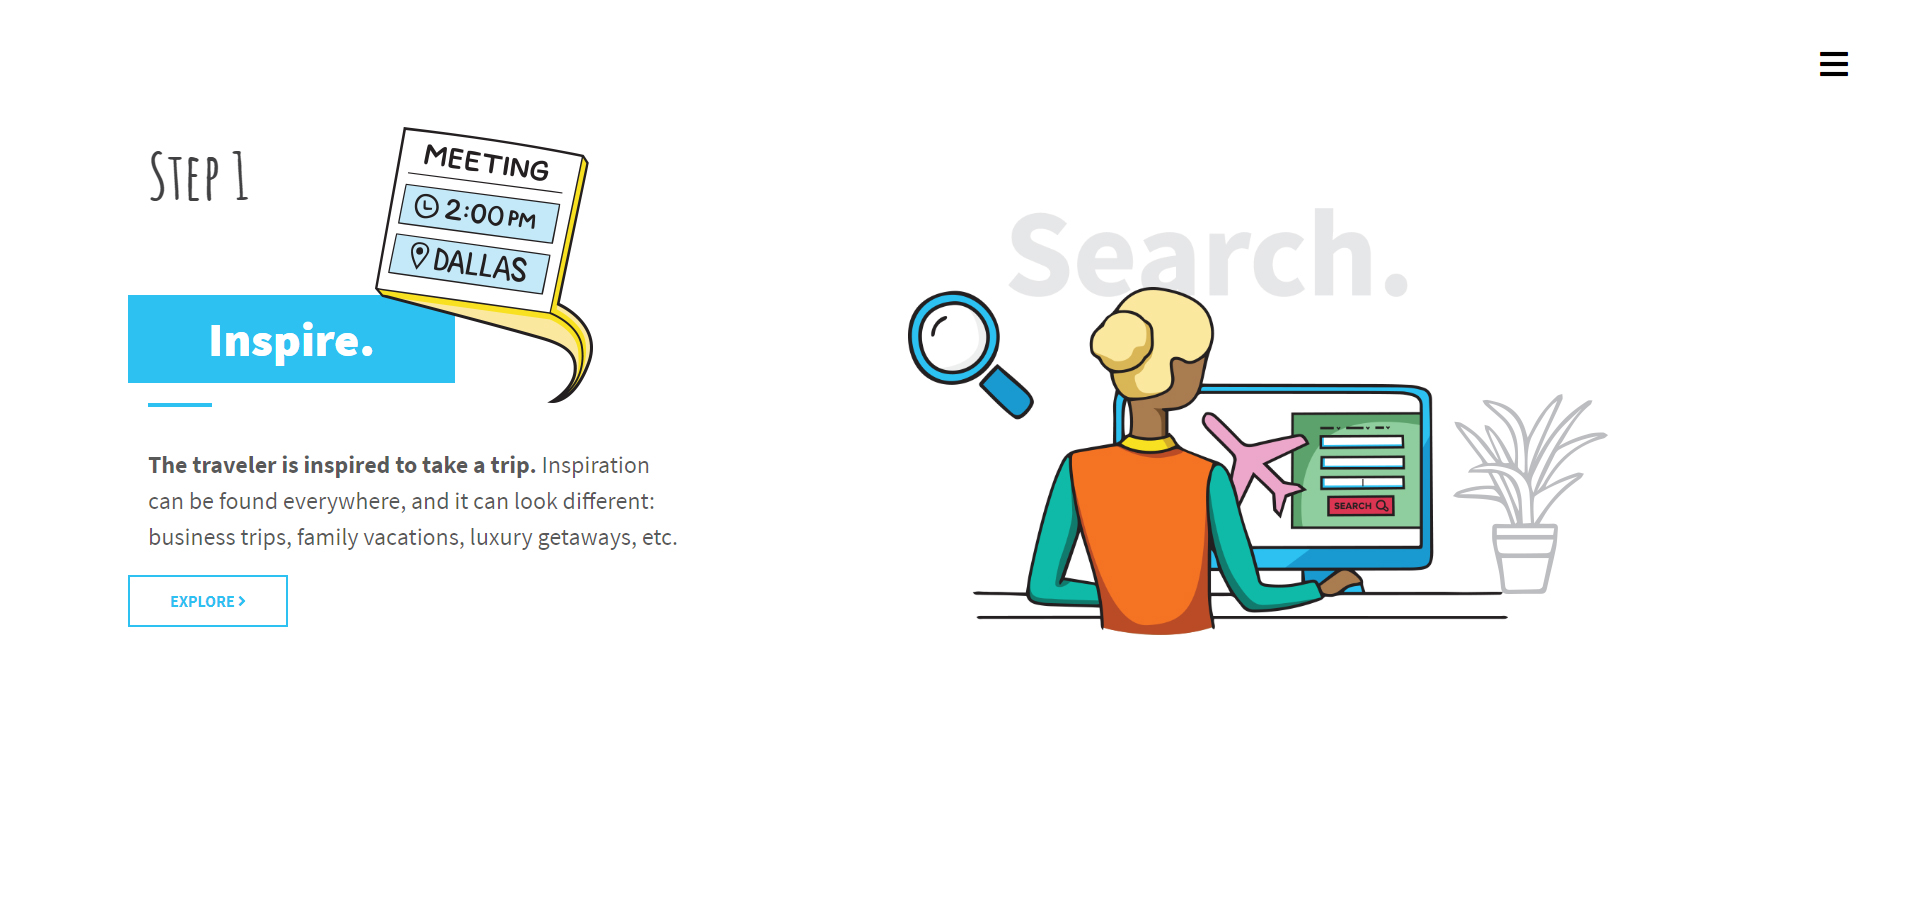 Step 1
MEETING
2:00 PM
DALLAS
Inspire.
The traveler is inspired to take a trip. Inspiration
can be found everywhere, and it can look different:
business trips, family vacations, luxury getaways, etc.
EXPLORE
Search.
SEARCH